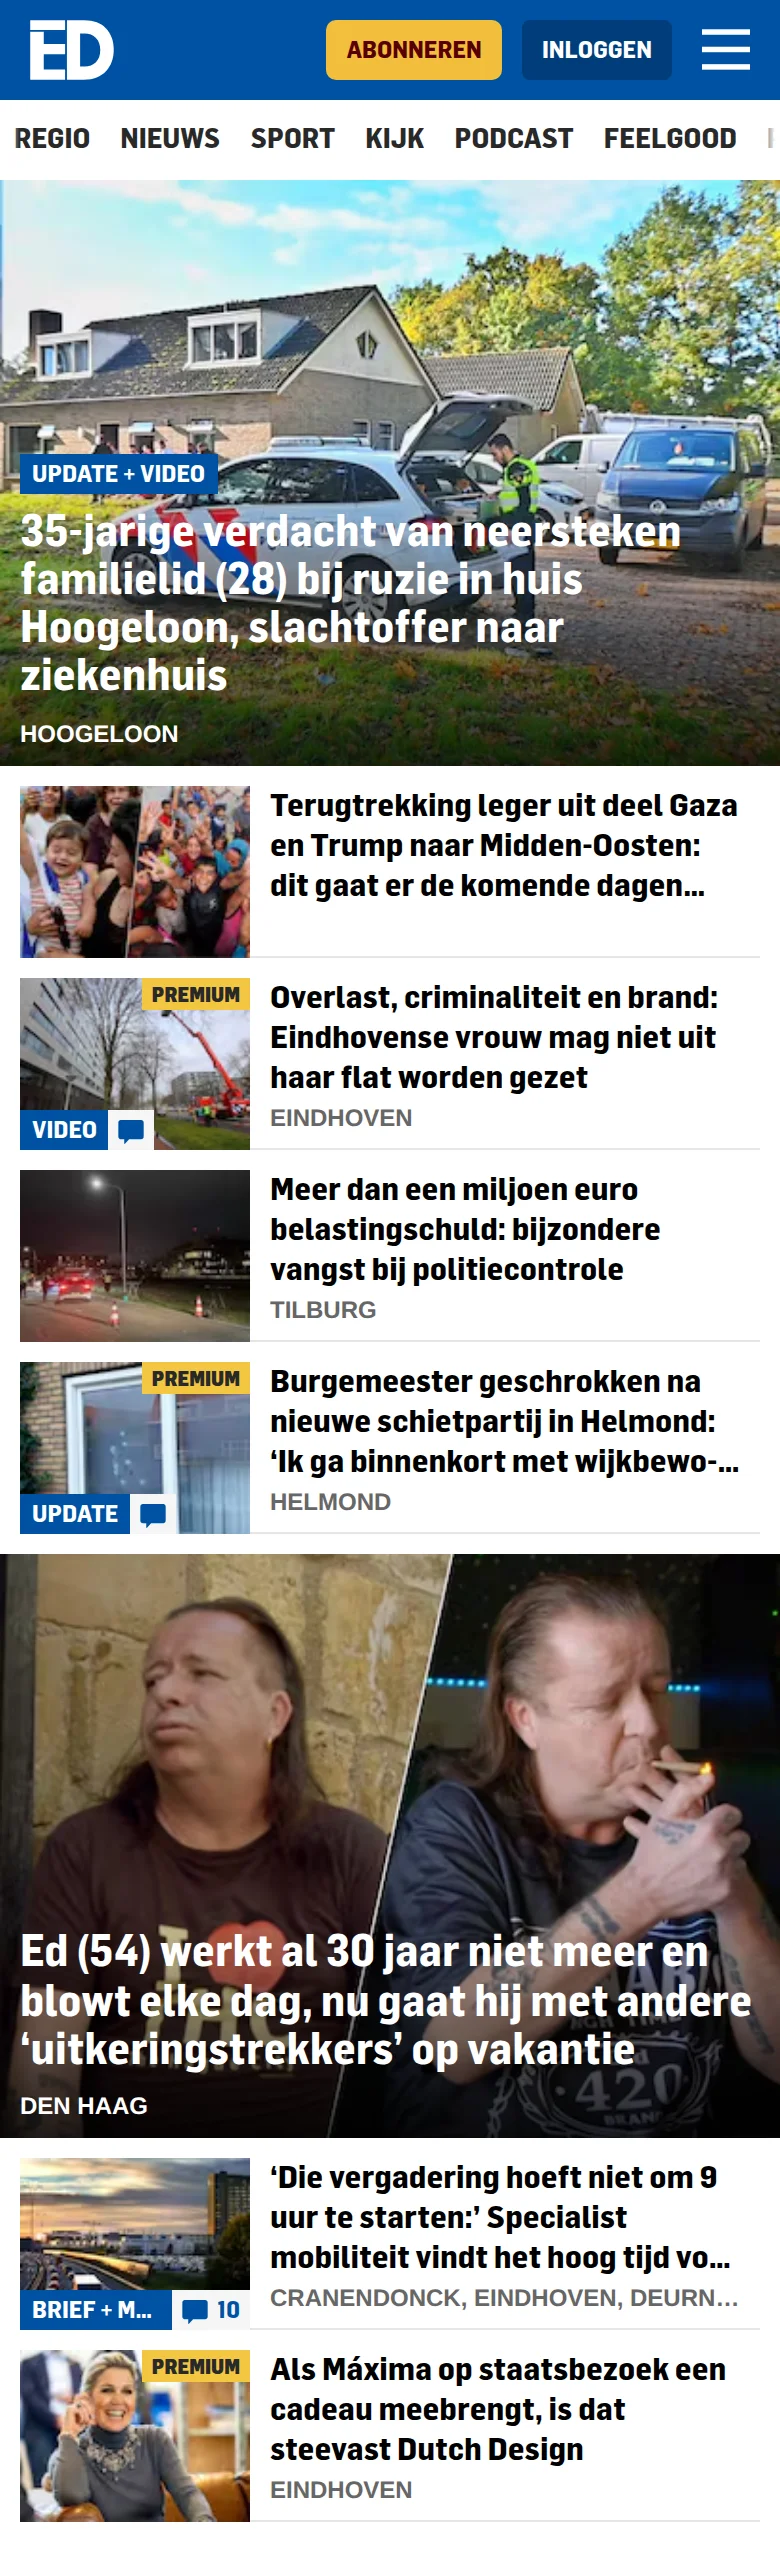 ED
ABONNEREN
INLOGGEN
REGIO NIEUWS SPORT KIJK PODCAST FEELGOOD
UPDATE + VIDEO
35-jarige verdacht van neersteken
familielid (28) bij ruzie in huis
Hoogeloon, slachtoffer naar
ziekenhuis
HOOGELOON
Terugtrekking leger uit deel Gaza
en Trump naar Midden-Oosten:
dit gaat er de komende dagen...
PREMIUM
VIDEO
Overlast, criminaliteit en brand:
Eindhovense vrouw mag niet uit
haar flat worden gezet
EINDHOVEN
Meer dan een miljoen euro
belastingschuld: bijzondere
vangst bij politiecontrole
TILBURG
PREMIUM
UPDATE
Burgemeester geschrokken na
nieuwe schietpartij in Helmond:
‘Ik ga binnenkort met wijkbewo-...
HELMOND
Ed (54) werkt al 30 jaar niet meer en
blowt elke dag, nu gaat hij met andere
‘uitkeringstrekkers’ op vakantie
420
DEN HAAG
BRIEF + M...
10
‘Die vergadering hoeft niet om 9
uur te starten:’ Specialist
mobiliteit vindt het hoog tijd vo...
CRANENDONCK, EINDHOVEN, DEURN...
PREMIUM
Als Máxima op staatsbezoek een
cadeau meebrengt, is dat
steevast Dutch Design
EINDHOVEN